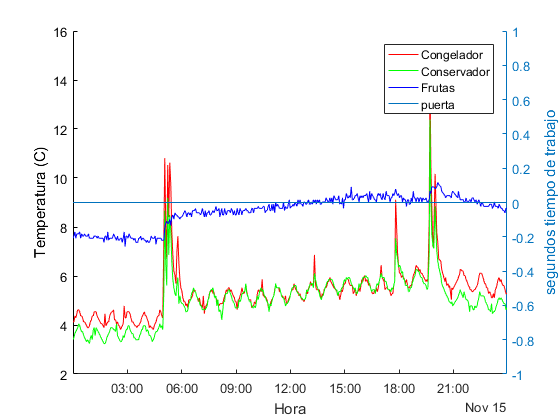 Temperatura (C)
16
14
12
10
8
6
4
2
1
0.8
0.6
0.4
0.2
0
-0.2
-0.4
-0.6
-0.8
-1
segundos tiempo de trabajo
Congelador
Conservador
Frutas
puerta
03:00 06:00 09:00 12:00 15:00 18:00 21:00
Hora
Nov 15